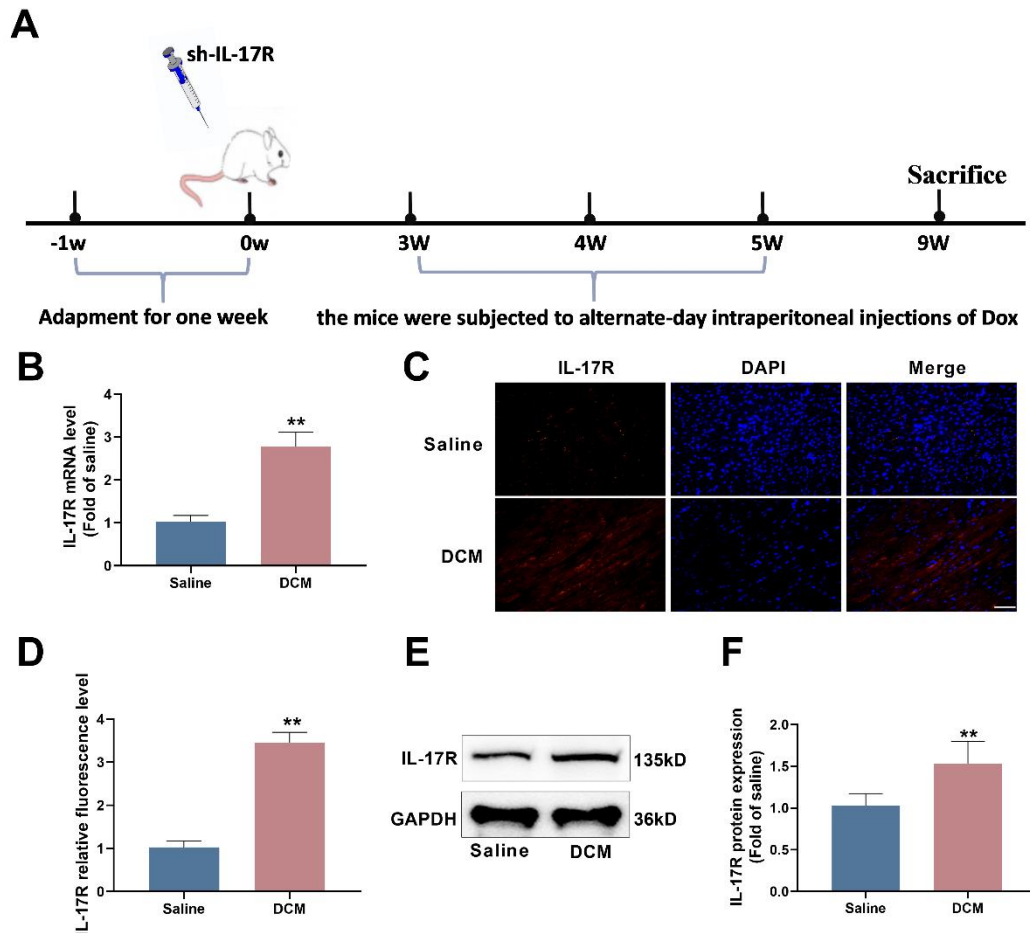 A
sh-IL-17R
Sacrifice
-1w 0w 3W 4W 5W 9W
Adapment for one week
the mice were subjected to alternate-day intraperitoneal injections of Dox
B
IL-17R mRNA level
(Fold of saline)
4
3
2
1
0
**
Saline DCM
C
IL-17R DAPI Merge
Saline
DCM
D
IL-17R relative fluorescence level
4
3
2
1
0
**
Saline DCM
E
IL-17R 135kD
GAPDH 36kD
Saline DCM
F
IL-17R protein expression
(Fold of saline)
2.0
1.5
1.0
0.5
0.0
**
Saline DCM